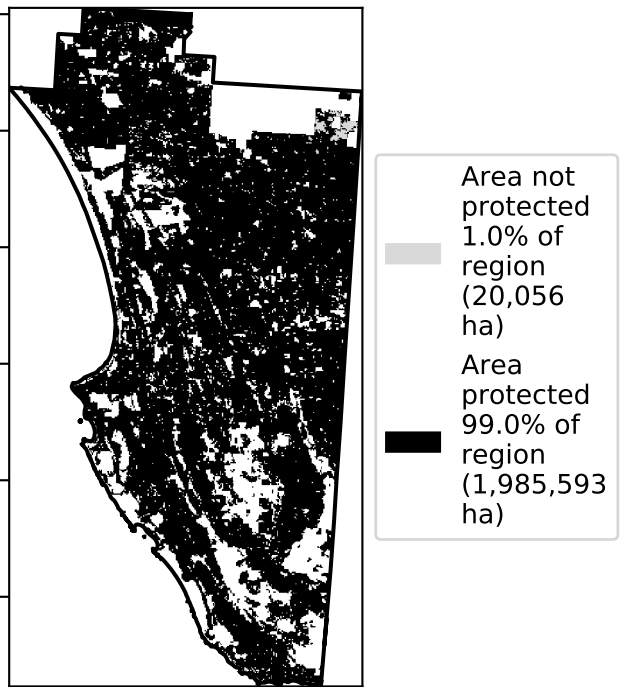 Area not
protected
1.0% of
region
(20,056
ha)
Area
protected
99.0% of
region
(1,985,593
ha)